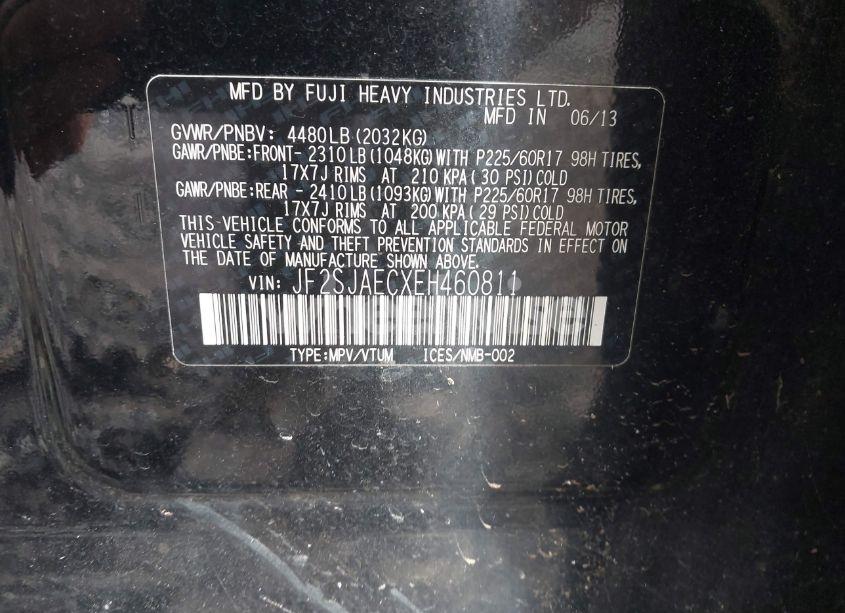 MFD BY FUJI HEAVY INDUSTRIES LTD.
MFD IN 06/13
GVWR/PNBV: 4480LB (2032KG)
GAWR/PNBE:FRONT- 2310LB (1048KG) WITH P225/60R17 98H TIRES,
17X7J RIMS AT 210 KPA ( 30 PSI) COLD
GAWR/PNBE:REAR - 2410LB (1093KG) WITH P225/60R17 98H TIRES,
17X7J RIMS AT 200 KPA ( 29 PSI) COLD
THIS VEHICLE CONFORMS TO ALL APPLICABLE FEDERAL MOTOR
VEHICLE SAFETY AND THEFT PREVENTION STANDARDS IN EFFECT ON
THE DATE OF MANUFACTURE SHOWN ABOVE.
VIN: JF2SJAECXEH460811
TYPE:MPV/VTUM ICES/NMB-002